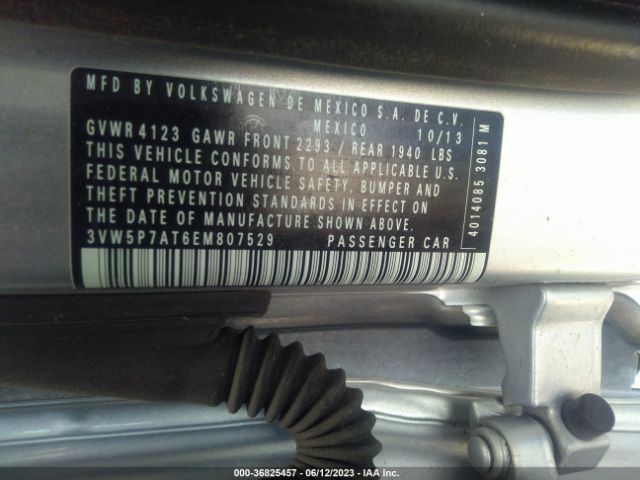 MFD BY VOLKSWAGEN DE MEXICO S.A. DE C.V.
MEXICO 10/13
GVWR 4123 GAWR FRONT 2293 / REAR 1940 LBS
THIS VEHICLE CONFORMS TO ALL APPLICABLE U.S.
FEDERAL MOTOR VEHICLE SAFETY, BUMPER AND
THEFT PREVENTION STANDARDS IN EFFECT ON
THE DATE OF MANUFACTURE SHOWN ABOVE.
3VW5P7AT6EM807529 PASSENGER CAR
4014085 3081 M
000-36825457 - 06/12/2023 - IAA Inc.